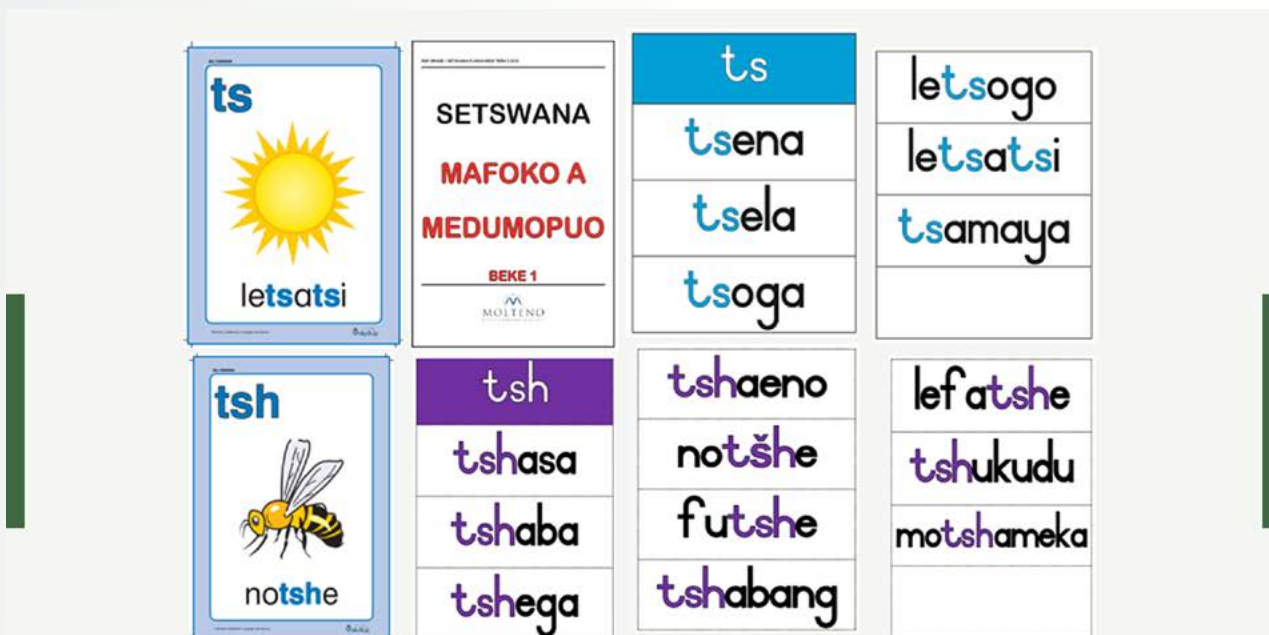 ts
letsatsi
SETSWANA
MAFOKO A
MEDUMOPUO
BEKE 1
MOLTENO
ts
tsena
tsela
tsoga
letsogo
letsatsi
tsamaya
tsh
notshe
tsh
tshasa
tshaba
tshega
tshaeno
notšhe
futshe
tshabang
lefatshe
tshukudu
motshameka